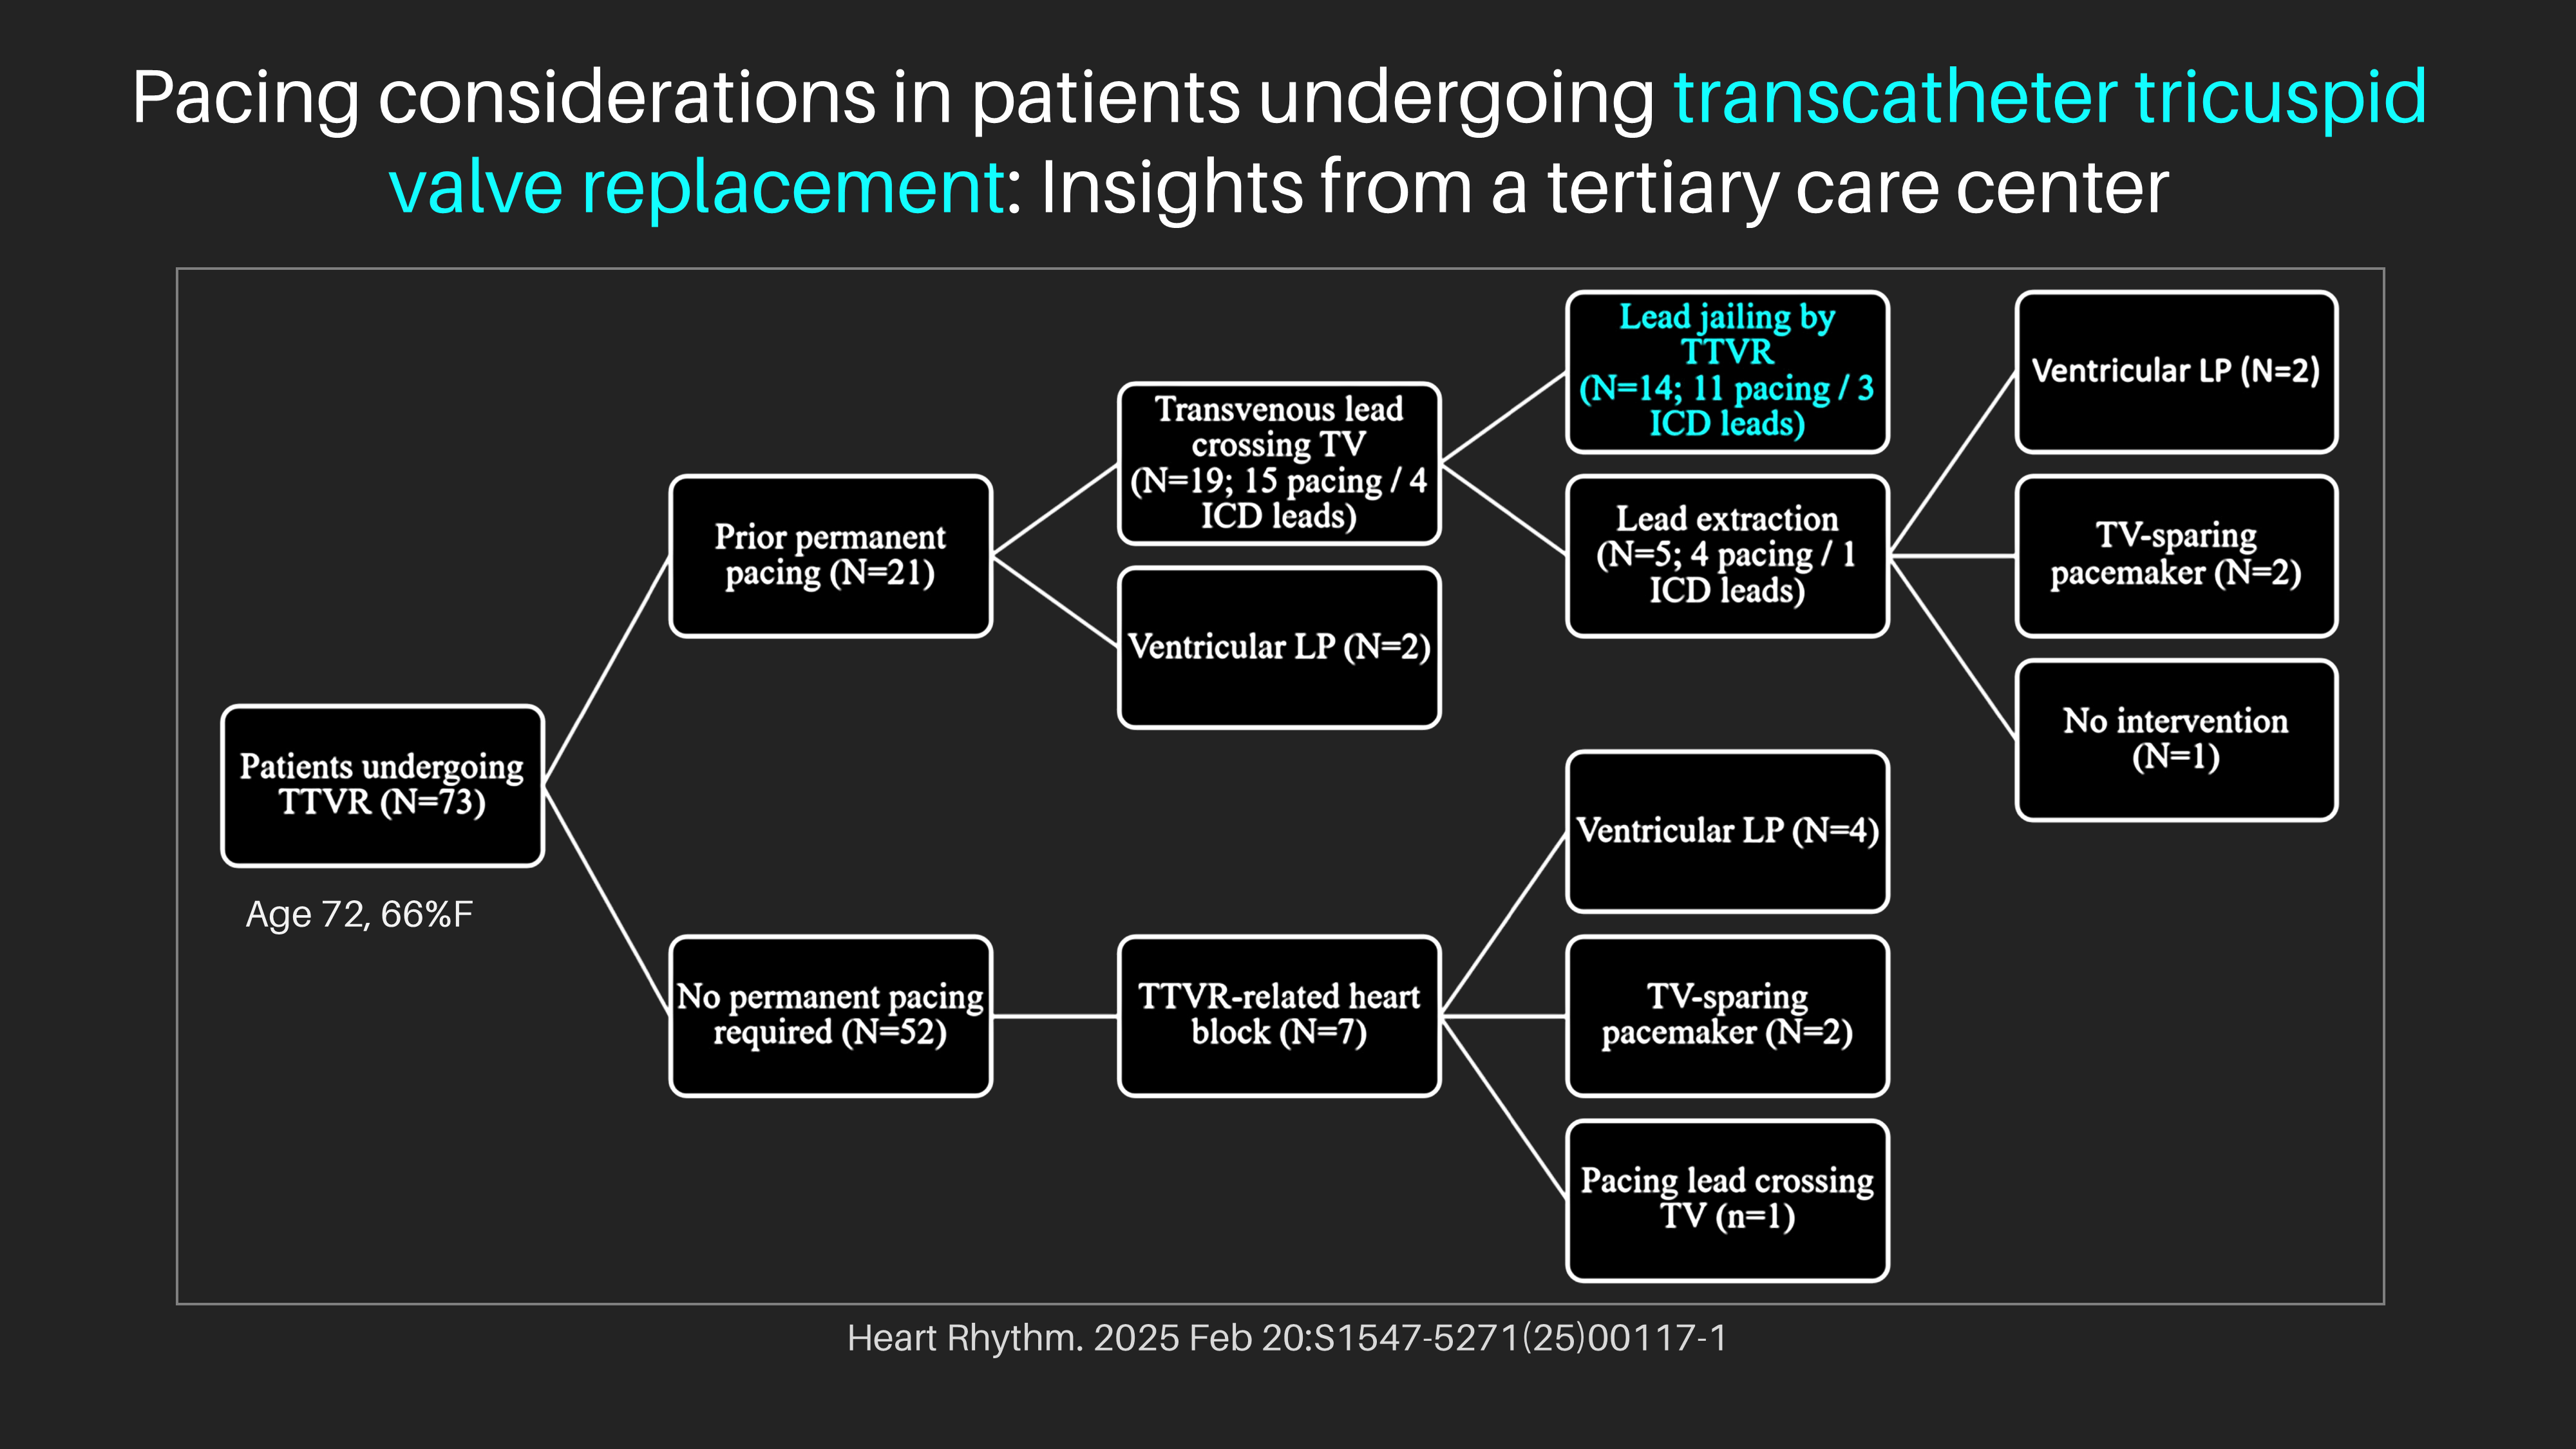 Pacing considerations in patients undergoing transcatheter tricuspid
valve replacement: Insights from a tertiary care center
Patients undergoing
TTVR (N=73)
Age 72, 66%F
Prior permanent
pacing (N=21)
No permanent pacing
required (N=52)
Transvenous lead
crossing TV
(N=19; 15 pacing / 4
ICD leads)
Ventricular LP (N=2)
TTVR-related heart
block (N=7)
Lead jailing by
TTVR
(N=14; 11 pacing / 3
ICD leads)
Lead extraction
(N=5; 4 pacing / 1
ICD leads)
Ventricular LP (N=4)
TV-sparing
pacemaker (N=2)
Pacing lead crossing
TV (n=1)
Ventricular LP (N=2)
TV-sparing
pacemaker (N=2)
No intervention
(N=1)
Heart Rhythm. 2025 Feb 20:S1547-5271(25)00117-1